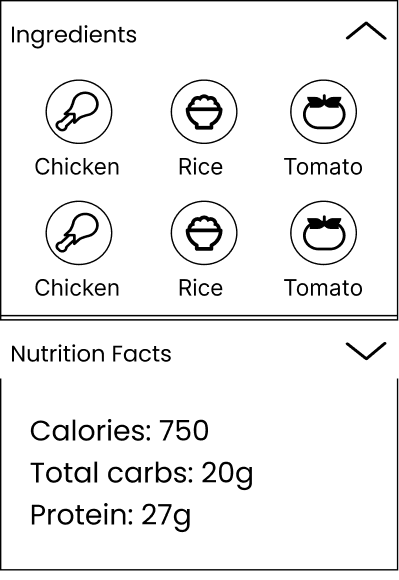 Ingredients
Chicken Rice Tomato
Chicken Rice Tomato
Nutrition Facts
Calories: 750
Total carbs: 20g
Protein: 27g